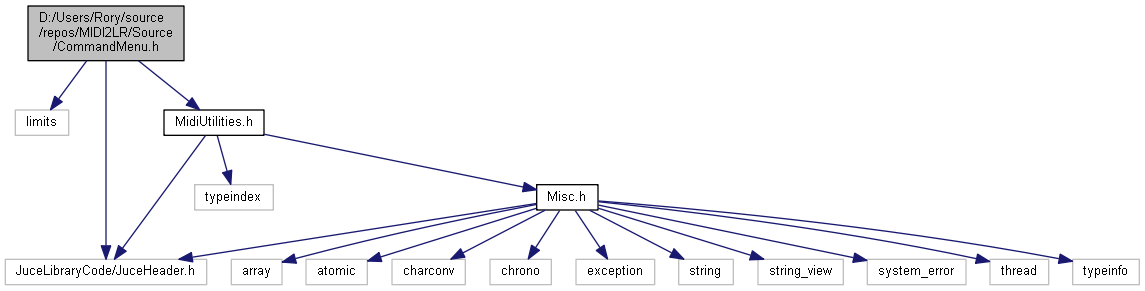 D:/Users/Rory/source
/repos/MIDI2LR/Source
/CommandMenu.h
limits
MidiUtilities.h
typeindex
Misc.h
JuceLibraryCode/JuceHeader.h
array
atomic
charconv
chrono
exception
string
string_view
system_error
thread
typeinfo